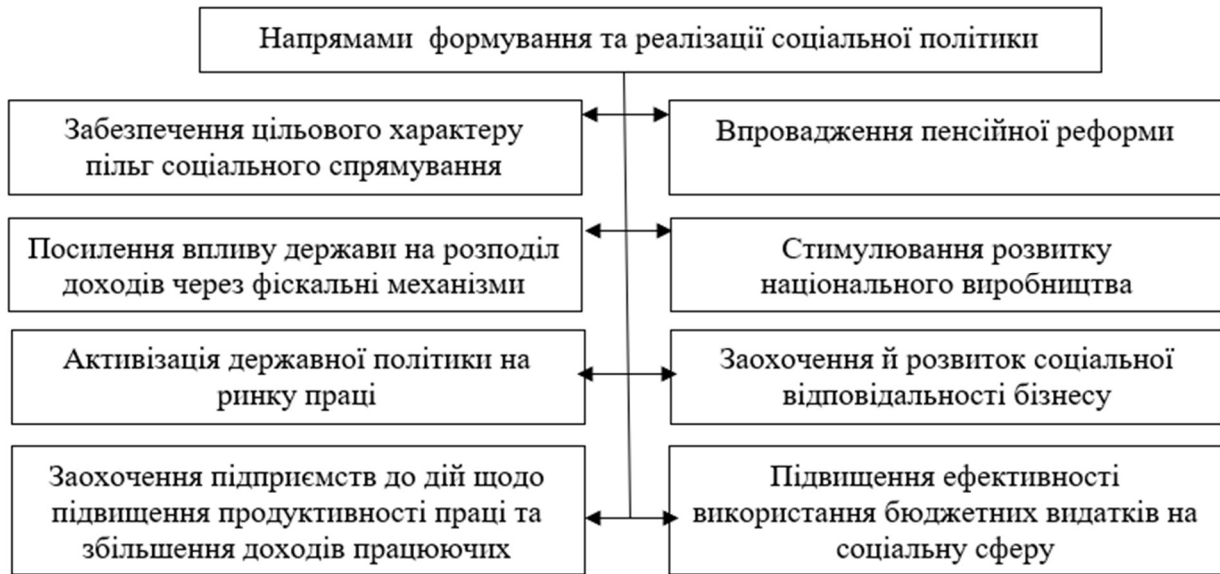 Напрямами формування та реалізації соціальної політики
Забезпечення цільового характеру
пільг соціального спрямування
Впровадження пенсійної реформи
Посилення впливу держави на розподіл
доходів через фіскальні механізми
Стимулювання розвитку
національного виробництва
Активізація державної політики на
ринку праці
Заохочення й розвиток соціальної
відповідальності бізнесу
Заохочення підприємств до дій щодо
підвищення продуктивності праці та
збільшення доходів працюючих
Підвищення ефективності
використання бюджетних видатків на
соціальну сферу